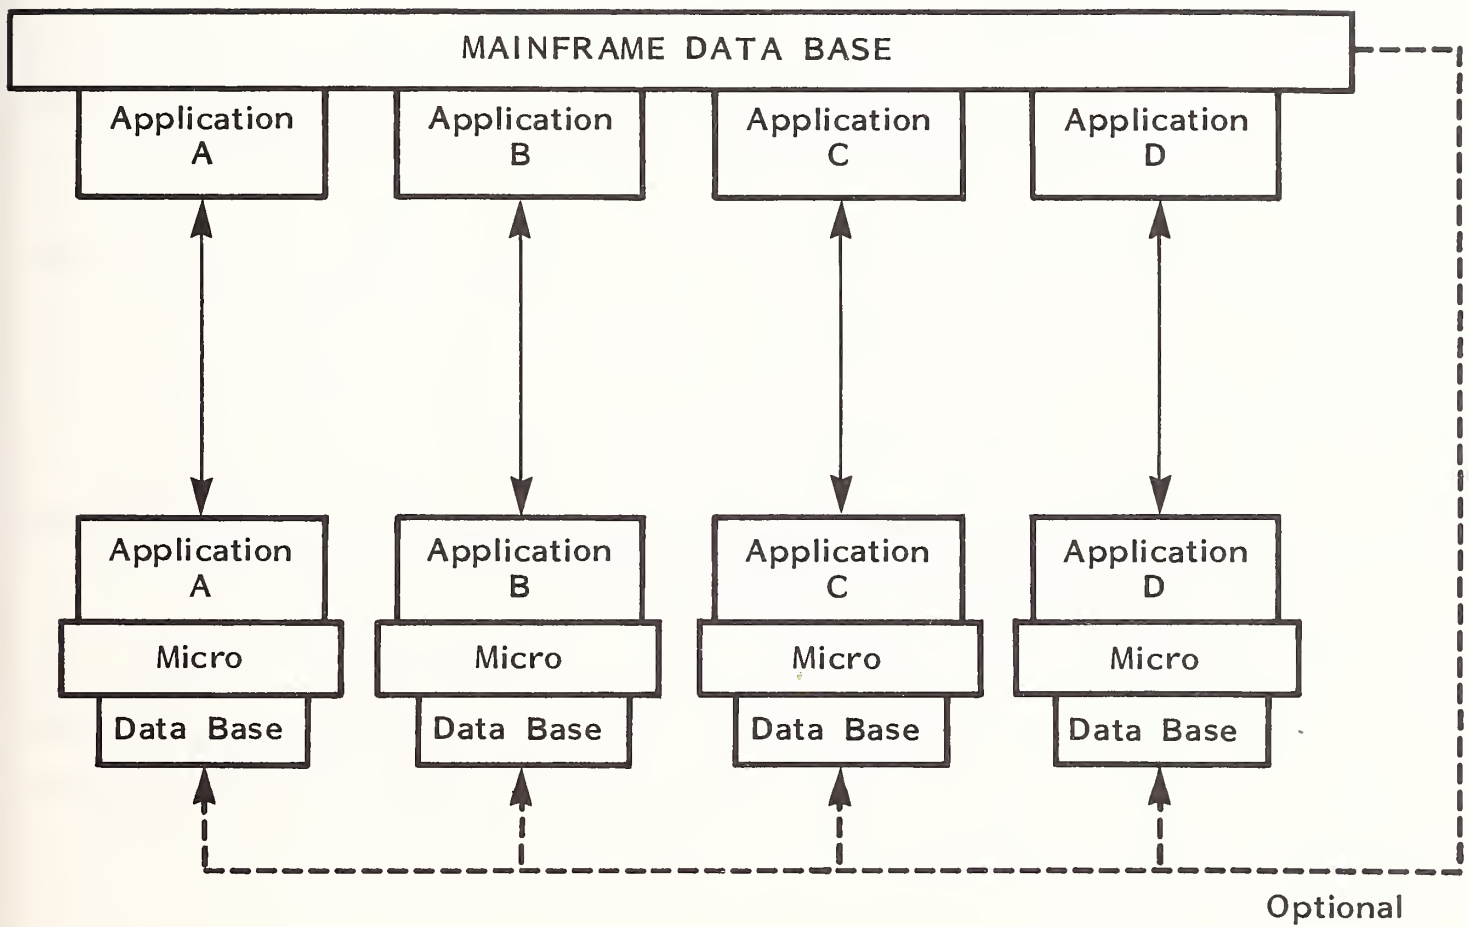 MAINFRAME DATA BASE
Application
A
Application
B
Application
C
Application
D
Application
A
Application
B
Application
C
Application
D
Micro
Micro
Micro
Micro
Data Base
Data Base
Data Base
Data Base
Optional